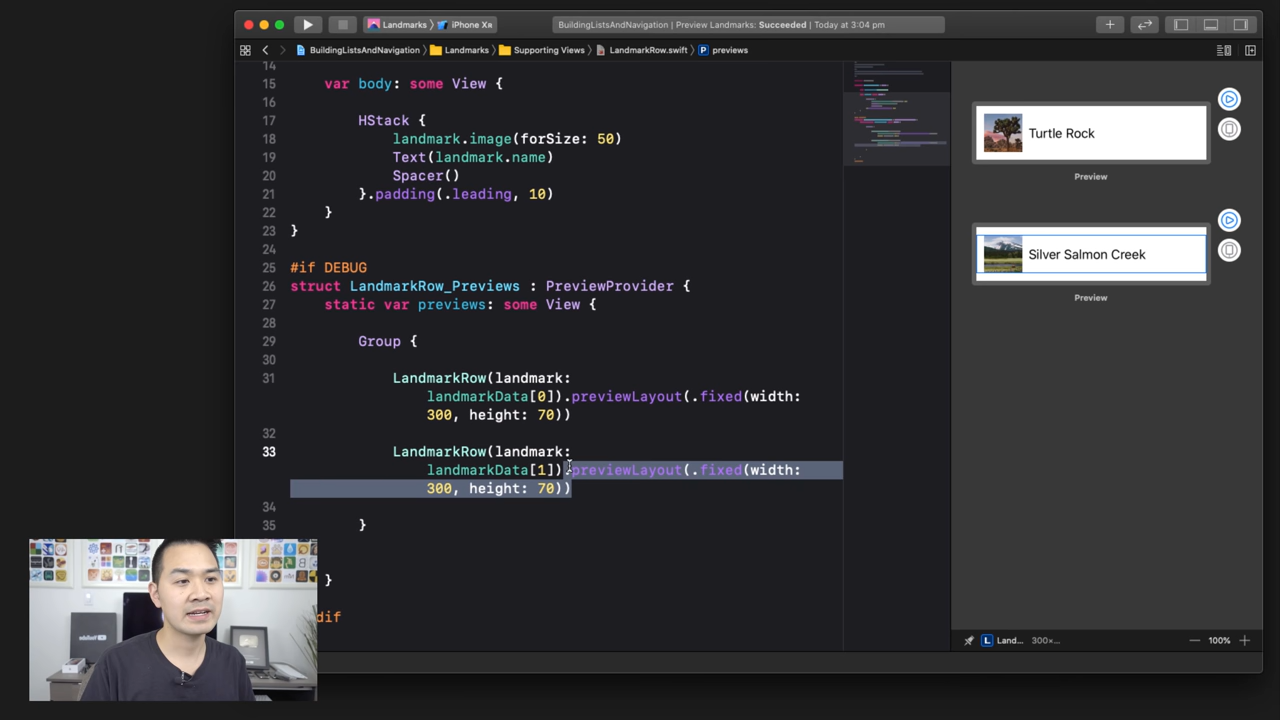 Landmarks iPhone Xʀ
BuildingListsAndNavigation | Preview Landmarks: Succeeded | Today at 3:04 pm
BuildingListsAndNavigation Landmarks Supporting Views LandmarkRow.swift P previews
14
15 var body: some View {
16
17 HStack {
18 landmark.image(forSize: 50)
19 Text(landmark.name)
20 Spacer()
21 }.padding(.leading, 10)
22 }
23 }
24
25 #if DEBUG
26 struct LandmarkRow_Previews : PreviewProvider {
27 static var previews: some View {
28
29 Group {
30
31 LandmarkRow(landmark:
landmarkData[0]).previewLayout(.fixed(width:
300, height: 70))
32
33 LandmarkRow(landmark:
landmarkData[1]).previewLayout(.fixed(width:
300, height: 70))
34
35 }
}
dif
Turtle Rock
Preview
Silver Salmon Creek
Preview
L Land... 300×... 100%